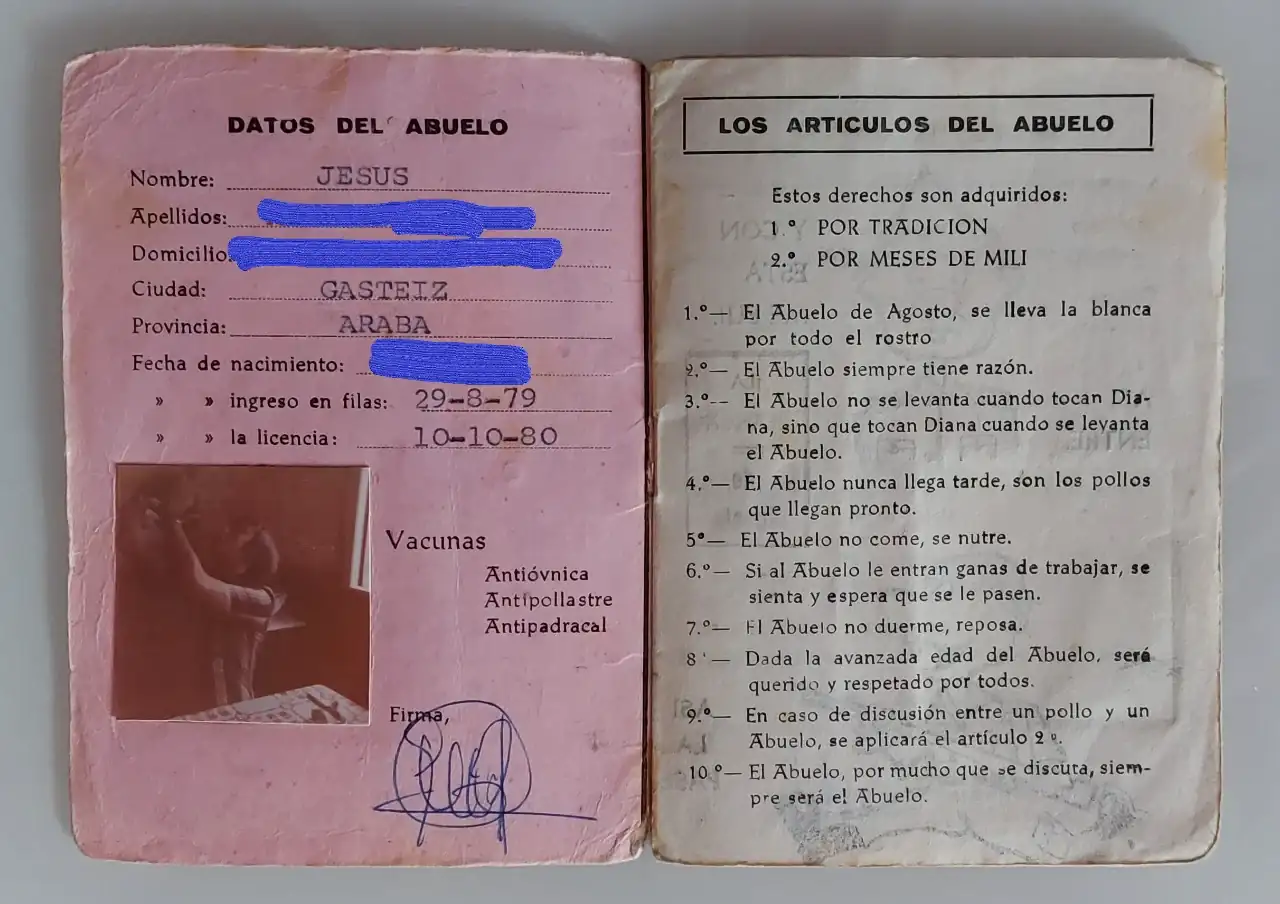 DATOS DEL ABUELO
Nombre: JESUS
Apellidos:
Domicilio:
Ciudad: GASTEIZ
Provincia: ARABA
Fecha de nacimiento:
» » ingreso en filas: 29-8-79
» » la licencia: 10-10-80
Vacunas
Antióvnica
Antipollastre
Antipadracal
Firma,
LOS ARTICULOS DEL ABUELO
Estos derechos son adquiridos:
1.° POR TRADICION
2.° POR MESES DE MILI
1.°— El Abuelo de Agosto, se lleva la blanca
por todo el rostro
2.°— El Abuelo siempre tiene razón.
3.°-- El Abuelo no se levanta cuando tocan Dia-
na, sino que tocan Diana cuando se levanta
el Abuelo.
4.°— El Abuelo nunca llega tarde, son los pollos
que llegan pronto.
5°— El Abuelo no come, se nutre.
6.°— Si al Abuelo le entran ganas de trabajar, se
sienta y espera que se le pasen.
7.°— El Abuelo no duerme, reposa.
8 '— Dada la avanzada edad del Abuelo, será
querido y respetado por todos.
9.°— En caso de discusión entre un pollo y un
Abuelo, se aplicará el artículo 2 º.
10.°— El Abuelo, por mucho que se discuta, siem-
pre será el Abuelo.